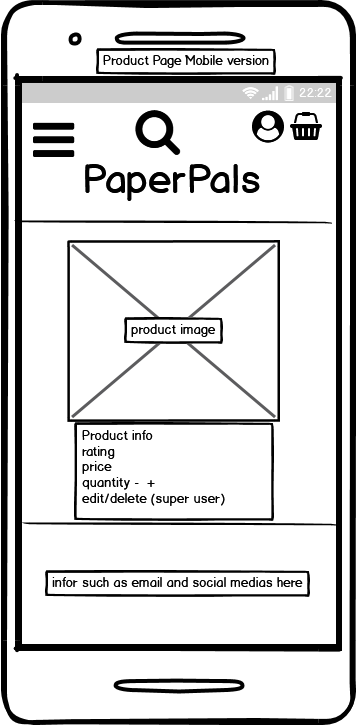 Product Page Mobile version
22:22
PaperPals
product image
Product info
rating
price
quantity - +
edit/delete (super user)
infor such as email and social medias here